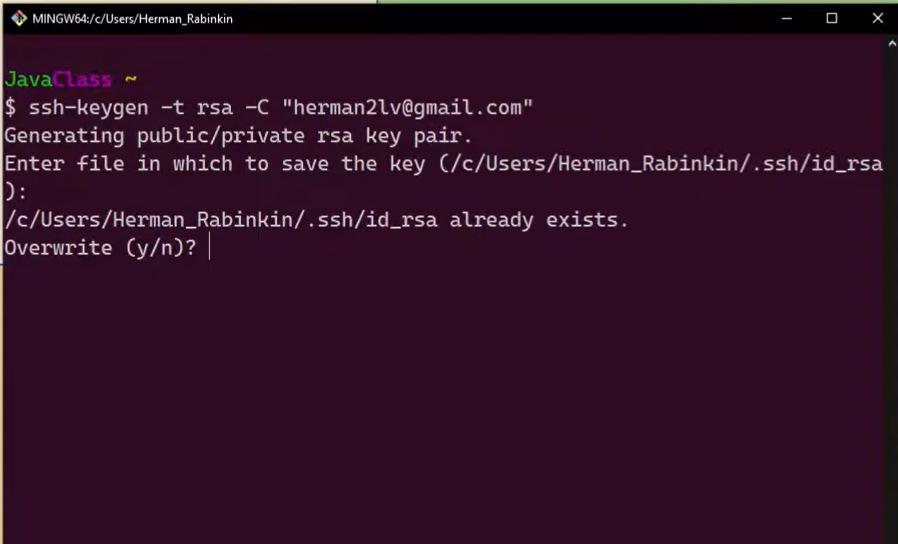 MINGW64:/c/Users/Herman_Rabinkin
JavaClass ~
$ ssh-keygen -t rsa -C "herman2lv@gmail.com"
Generating public/private rsa key pair.
Enter file in which to save the key (/c/Users/Herman_Rabinkin/.ssh/id_rsa
):
/c/Users/Herman_Rabinkin/.ssh/id_rsa already exists.
Overwrite (y/n)?